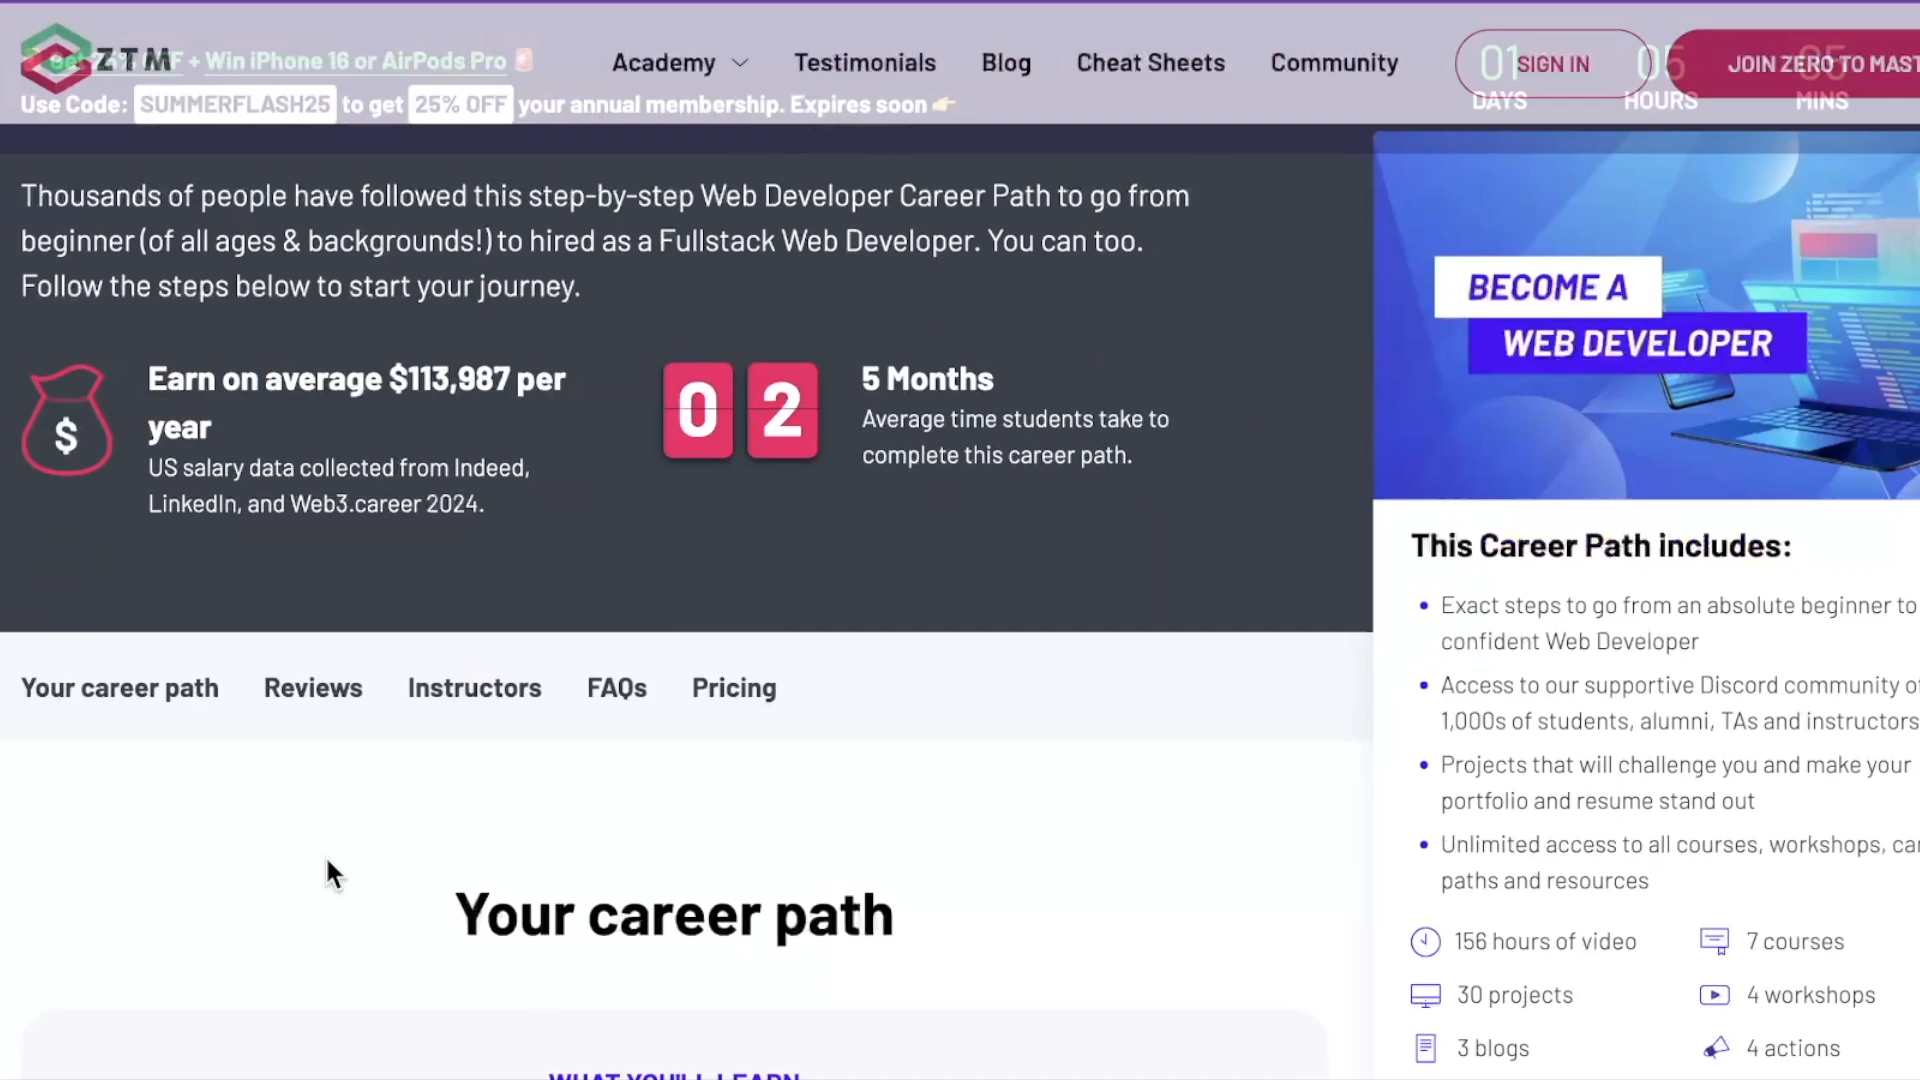 ZTM
+ Win iPhone 16 or AirPods Pro
Academy
Testimonials
Blog
Cheat Sheets
Community
01
SIGN IN
05
JOIN ZERO TO MAST
Use Code: SUMMERFLASH25 to get 25% OFF your annual membership. Expires soon 👉
DAYS
HOURS
MINS
Thousands of people have followed this step-by-step Web Developer Career Path to go from
beginner (of all ages & backgrounds!) to hired as a Fullstack Web Developer. You can too.
Follow the steps below to start your journey.
Earn on average $113,987 per
year
US salary data collected from Indeed,
LinkedIn, and Web3.career 2024.
02
5 Months
Average time students take to
complete this career path.
BECOME A
WEB DEVELOPER
Your career path
Reviews
Instructors
FAQs
Pricing
Your career path
WHAT YOU'LL LEARN
This Career Path includes:
Exact steps to go from an absolute beginner to
confident Web Developer
Access to our supportive Discord community of
1,000s of students, alumni, TAs and instructors
Projects that will challenge you and make your
portfolio and resume stand out
Unlimited access to all courses, workshops, car
paths and resources
156 hours of video
7 courses
30 projects
4 workshops
3 blogs
4 actions